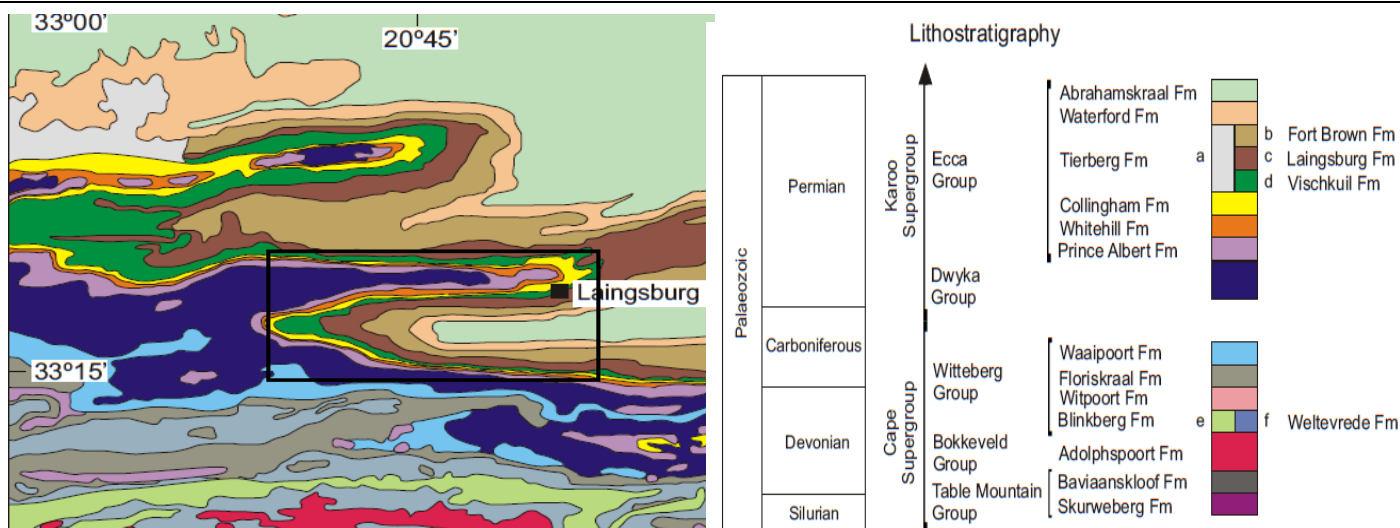 33º00'
20º45'
Laingsburg
33º15'
Lithostratigraphy
Palaeozoic
Permian
Carboniferous
Devonian
Silurian
Karoo
Supergroup
Cape
Supergroup
Ecca
Group
Dwyka
Group
Witteberg
Group
Bokkeveld
Group
Table Mountain
Group
Abrahamskraal Fm
Waterford Fm
Tierberg Fm
Collingham Fm
Whitehill Fm
Prince Albert Fm
Waaipoort Fm
Floriskraal Fm
Witpoort Fm
Blinkberg Fm
Adolphspoort Fm
Baviaanskloof Fm
Skurweberg Fm
a
b Fort Brown Fm
c Laingsburg Fm
d Vischkuil Fm
e
f Weltevrede Fm